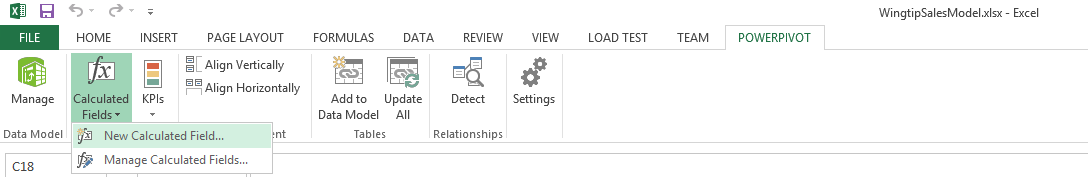 WingtipSalesModel.xlsx - Excel
FILE HOME INSERT PAGE LAYOUT FORMULAS DATA REVIEW VIEW LOAD TEST TEAM POWERPIVOT
Manage
Calculated
Fields
KPIs
Align Vertically
Align Horizontally
Add to
Data Model
Update
All
Detect
Settings
Data Model
ent
Tables
Relationships
New Calculated Field...
Manage Calculated Fields...
C18